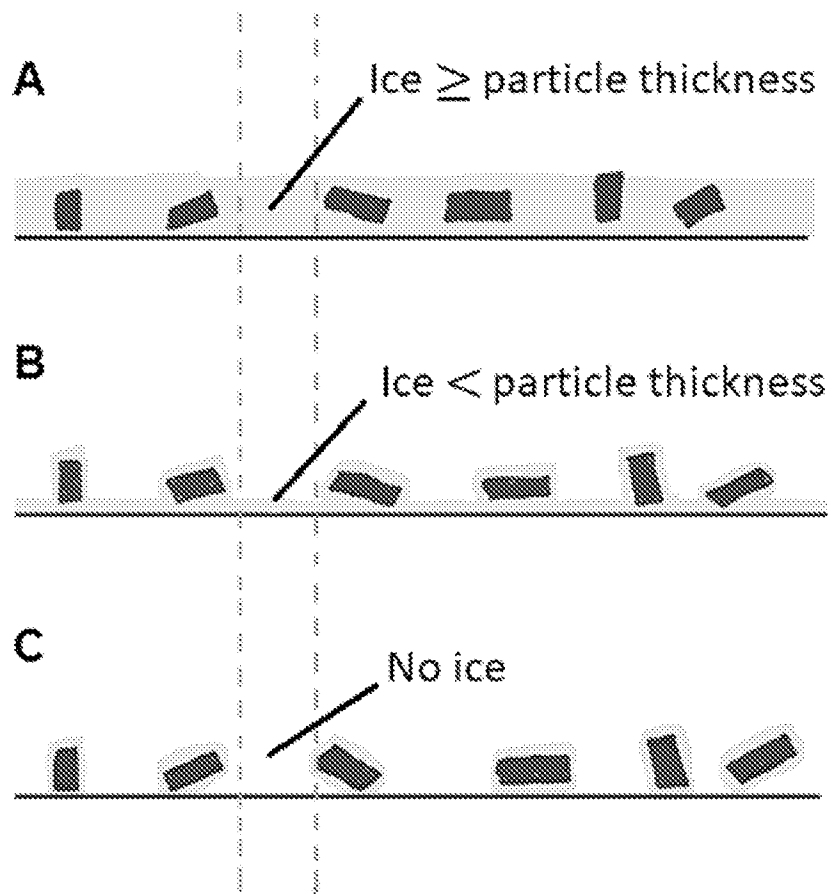 A
Ice ≥ particle thickness
B
Ice < particle thickness
C
No ice